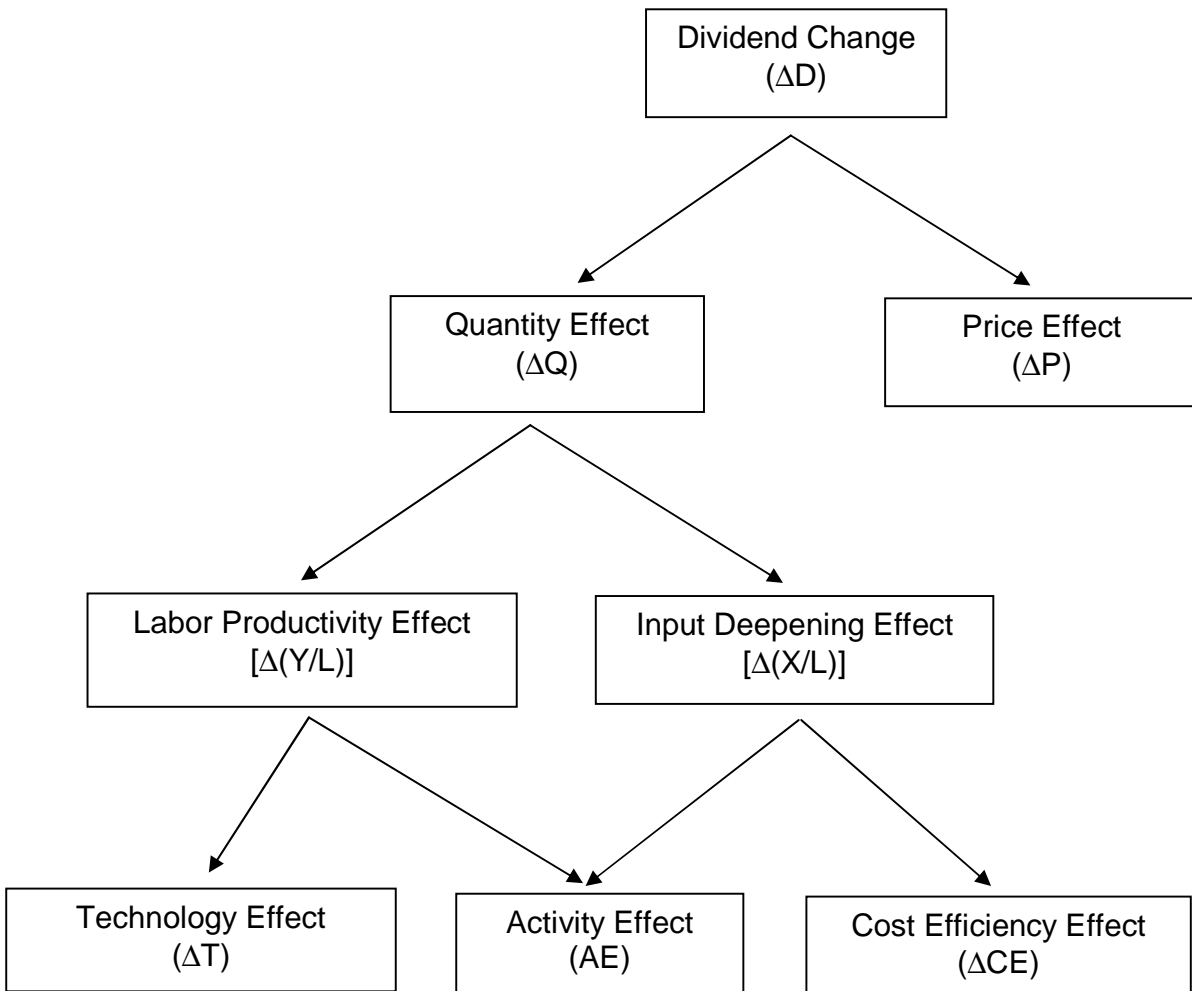 Dividend Change
(ΔD)
Quantity Effect
(ΔQ)
Price Effect
(ΔP)
Labor Productivity Effect
[Δ(Y/L)]
Input Deepening Effect
[Δ(X/L)]
Technology Effect
(ΔT)
Activity Effect
(AE)
Cost Efficiency Effect
(ΔCE)